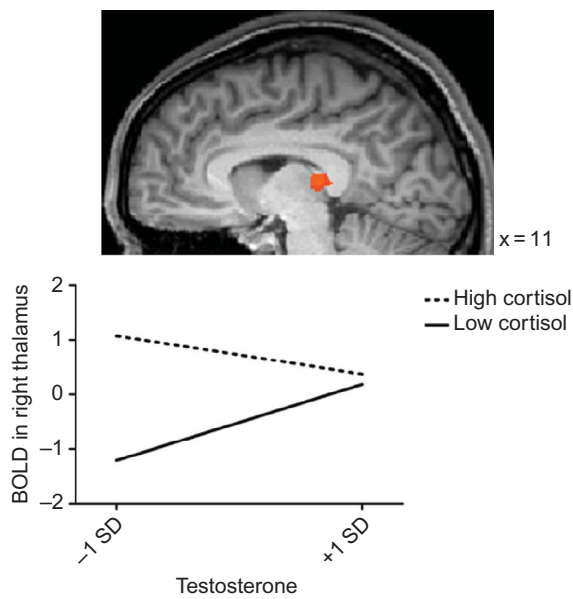 x = 11
High cortisol
Low cortisol
BOLD in right thalamus
2
1
0
–1
–2
–1 SD
+1 SD
Testosterone